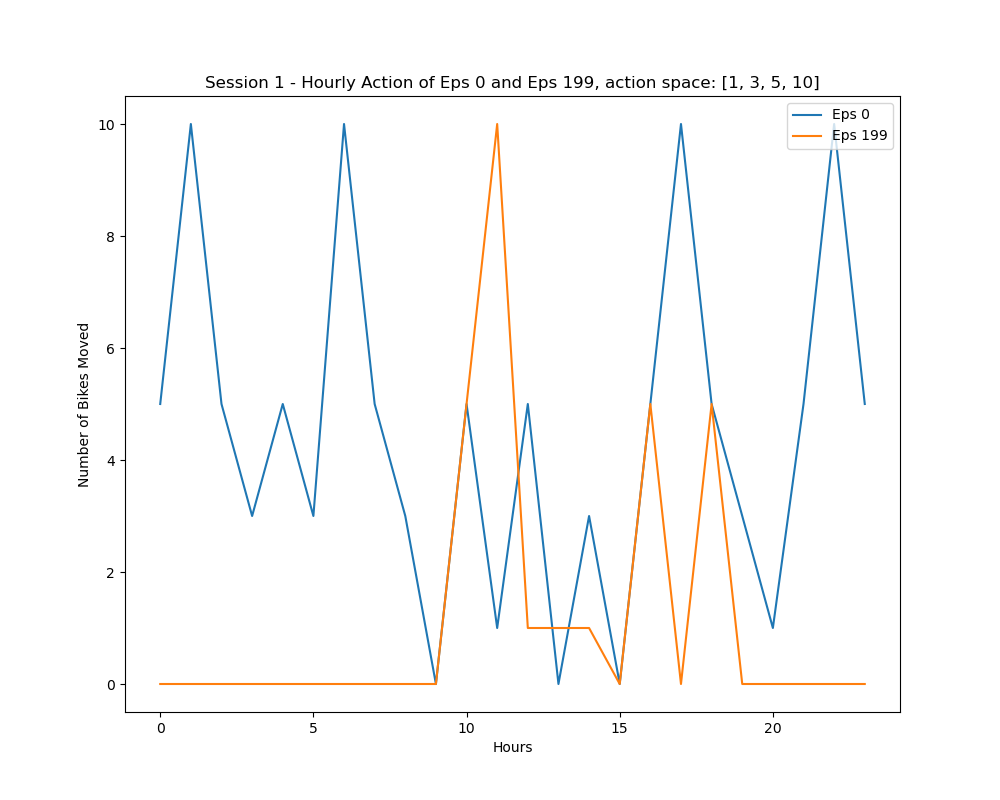 Session 1 - Hourly Action of Eps 0 and Eps 199, action space: [1, 3, 5, 10]
Eps 0
Eps 199
10
8
6
4
2
0
Number of Bikes Moved
0 5 10 15 20
Hours